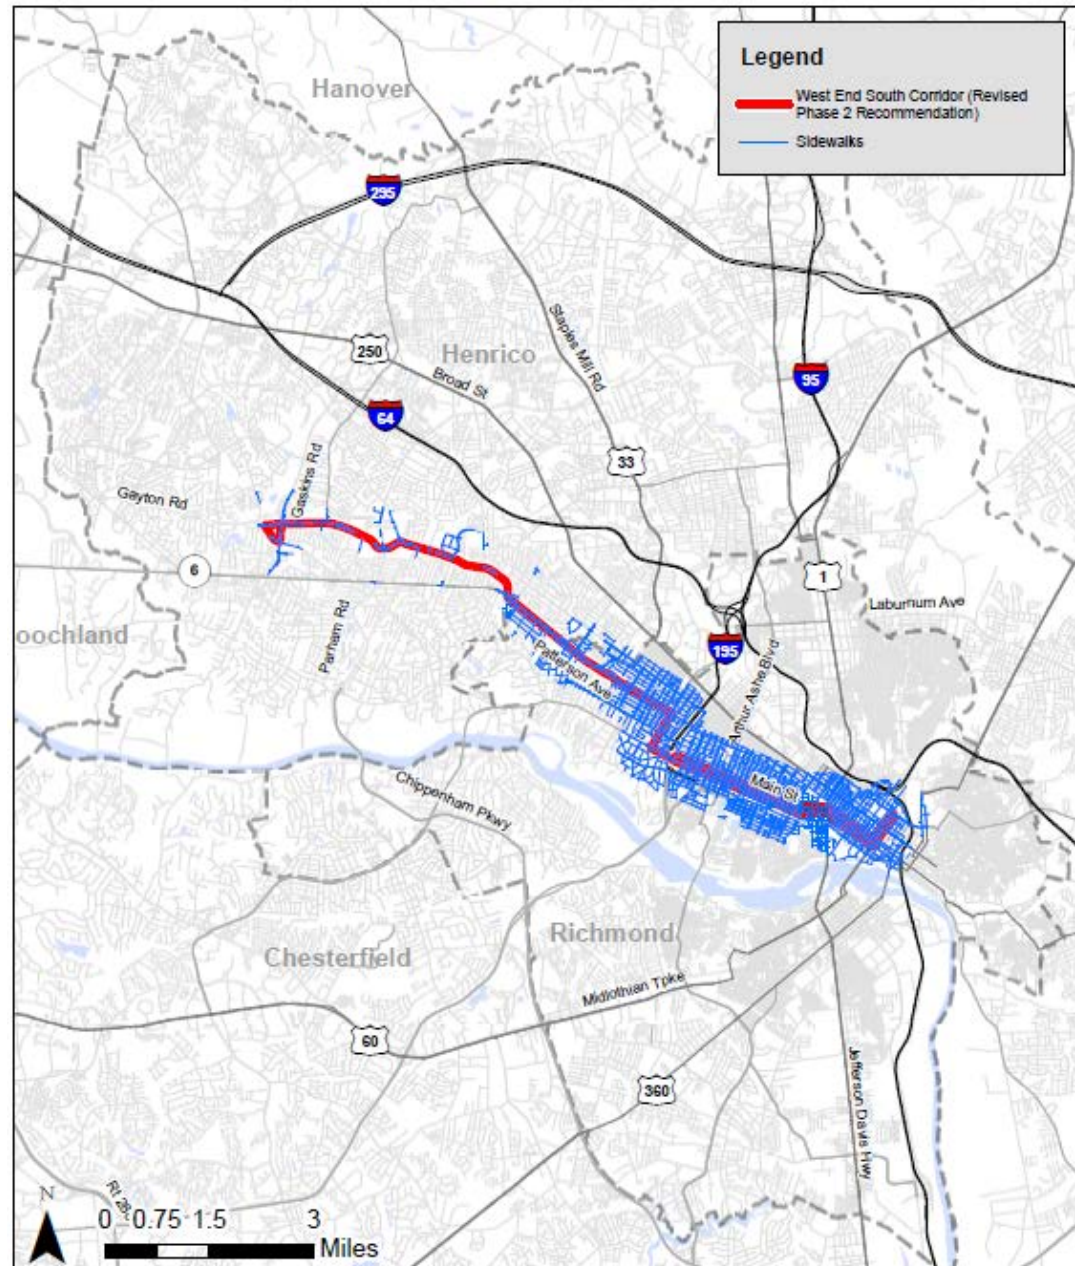 Legend
West End South Corridor (Revised
Phase 2 Recommendation)
Sidewalks
Hanover
295
Staples Mill Rd
250
Henrico
Broad St
95
64
33
Gaskins Rd
Gayton Rd
6
1
Laburnum Ave
oochland
Parham Rd
195
Arthur Ashe Blvd
Patterson Ave
Main St
Chippenham Pkwy
Richmond
Chesterfield
Midlothian Tpke
60
360
Jefferson Davis Hwy
N
0 0.75 1.5 3
Miles